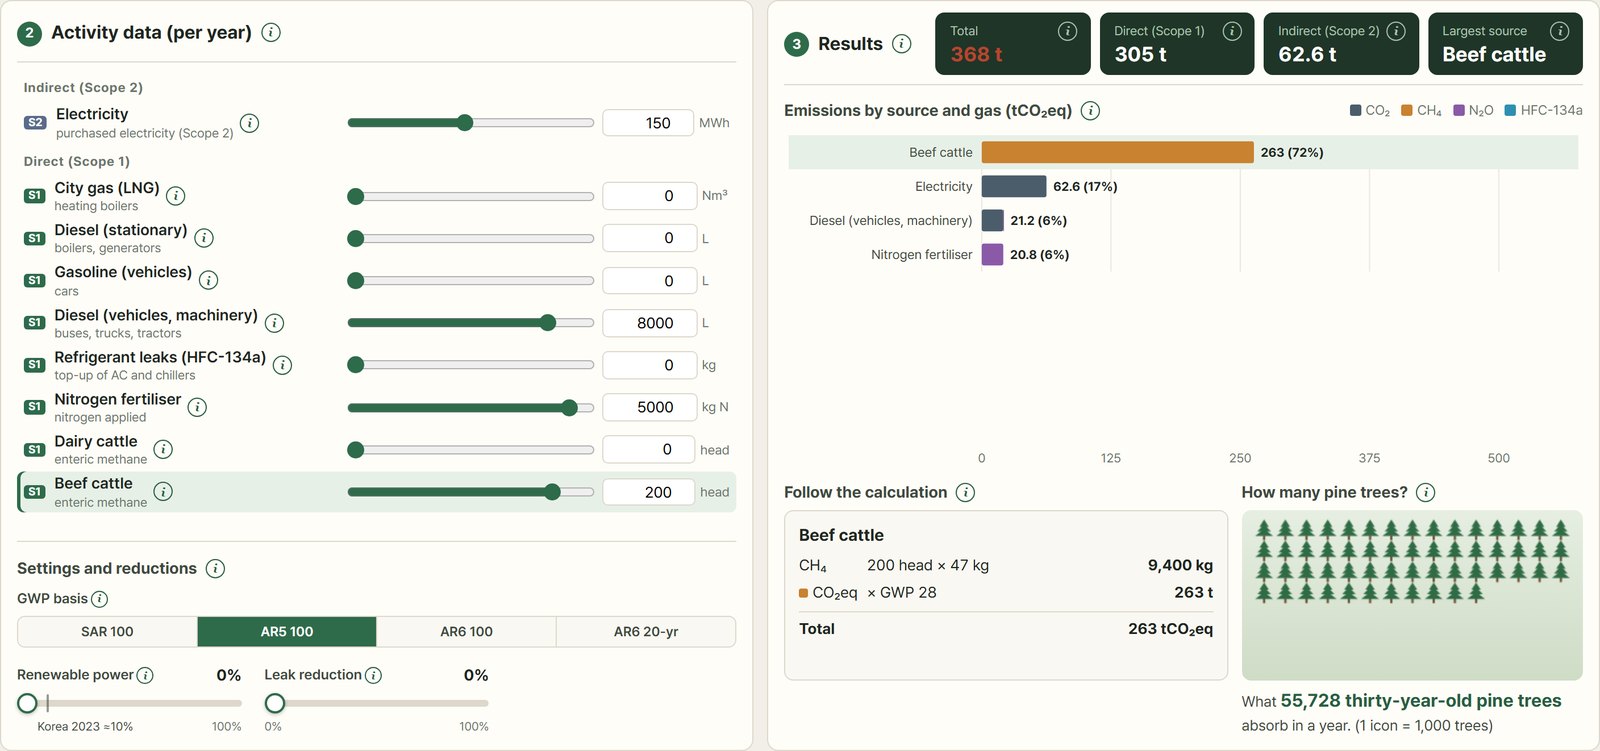 2 Activity data (per year) i
Indirect (Scope 2)
S2 Electricity i 150 MWh
purchased electricity (Scope 2)
Direct (Scope 1)
S1 City gas (LNG) i 0 Nm³
heating boilers
S1 Diesel (stationary) i 0 L
boilers, generators
S1 Gasoline (vehicles) i 0 L
cars
S1 Diesel (vehicles, machinery) i 8000 L
buses, trucks, tractors
S1 Refrigerant leaks (HFC-134a) i 0 kg
top-up of AC and chillers
S1 Nitrogen fertiliser i 5000 kg N
nitrogen applied
S1 Dairy cattle i 0 head
enteric methane
S1 Beef cattle i 200 head
enteric methane
Settings and reductions i
GWP basis i
SAR 100 AR5 100 AR6 100 AR6 20-yr
Renewable power i 0% Leak reduction i 0%
Korea 2023 ≈10% 100% 0% 100%
3 Results i
Total i
368 t
Direct (Scope 1) i
305 t
Indirect (Scope 2) i
62.6 t
Largest source i
Beef cattle
Emissions by source and gas (tCO₂eq) i CO₂ CH₄ N₂O HFC-134a
Beef cattle 263 (72%)
Electricity 62.6 (17%)
Diesel (vehicles, machinery) 21.2 (6%)
Nitrogen fertiliser 20.8 (6%)
0 125 250 375 500
Follow the calculation i
Beef cattle
CH₄ 200 head × 47 kg 9,400 kg
CO₂eq × GWP 28 263 t
Total 263 tCO₂eq
How many pine trees? i
What 55,728 thirty-year-old pine trees
absorb in a year. (1 icon = 1,000 trees)